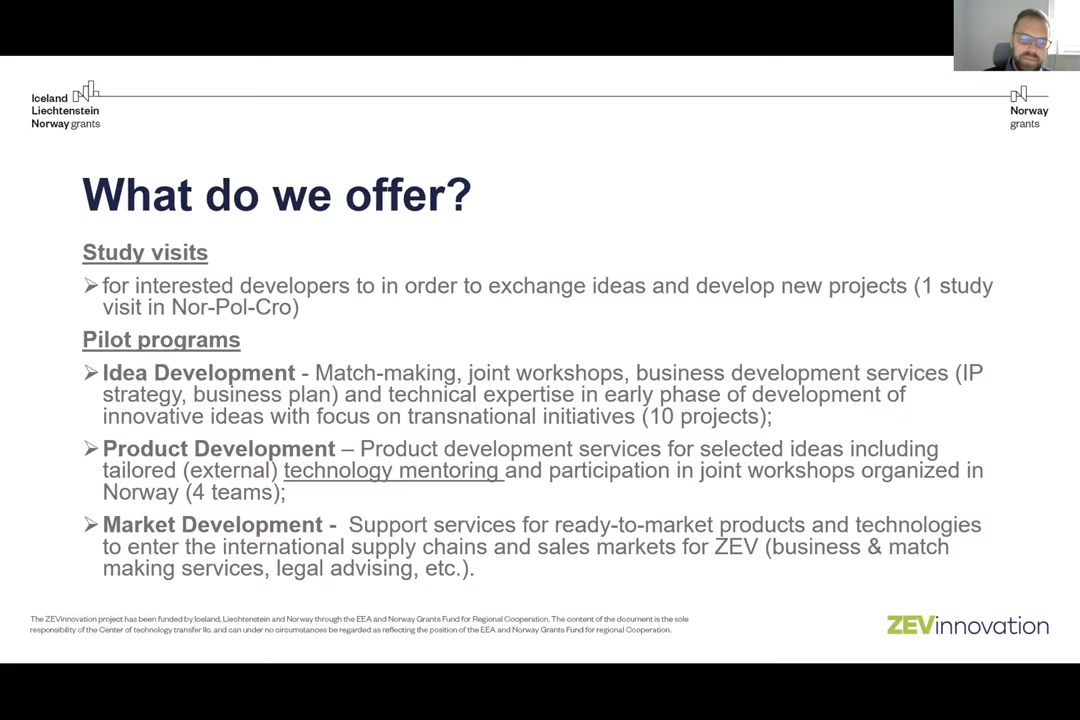 Iceland
Liechtenstein
Norway grants
Norway
grants
What do we offer?
Study visits
for interested developers to in order to exchange ideas and develop new projects (1 study
visit in Nor-Pol-Cro)
Pilot programs
Idea Development - Match-making, joint workshops, business development services (IP
strategy, business plan) and technical expertise in early phase of development of
innovative ideas with focus on transnational initiatives (10 projects);
Product Development – Product development services for selected ideas including
tailored (external) technology mentoring and participation in joint workshops organized in
Norway (4 teams);
Market Development - Support services for ready-to-market products and technologies
to enter the international supply chains and sales markets for ZEV (business & match
making services, legal advising, etc.).
The ZEVinnovation project has been funded by Iceland, Liechtenstein and Norway through the EEA and Norway Grants Fund for Regional Cooperation. The content of the document is the sole
responsibility of the Center of technology transfer llc. and can under no circumstances be regarded as reflecting the position of the EEA and Norway Grants Fund for regional Cooperation.
ZEVinnovation